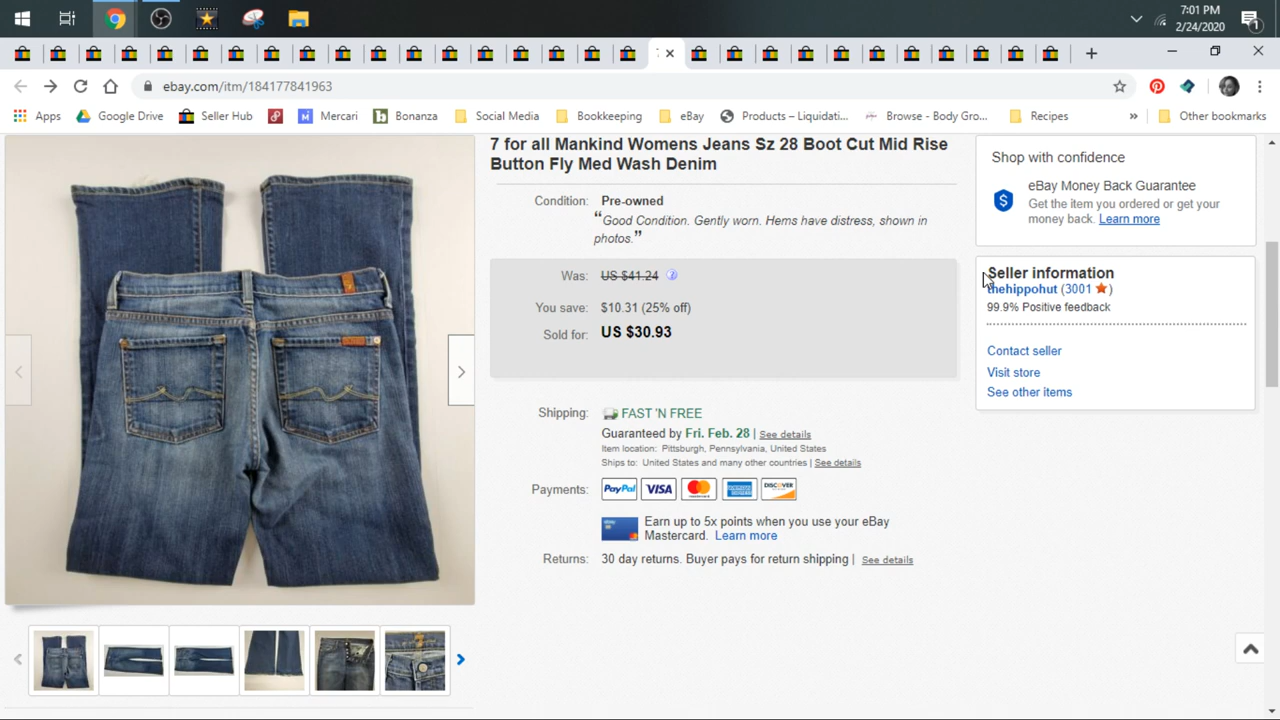 7:01 PM
2/24/2020
ebay.com/itm/184177841963
Apps
Google Drive
Seller Hub
Mercari
Bonanza
Social Media
Bookkeeping
eBay
Products – Liquidati...
Browse - Body Gro...
Recipes
»
Other bookmarks
7 for all Mankind Womens Jeans Sz 28 Boot Cut Mid Rise
Button Fly Med Wash Denim
Condition: Pre-owned
“Good Condition. Gently worn. Hems have distress, shown in
photos.”
Was: US $41.24
You save: $10.31 (25% off)
Sold for: US $30.93
Shipping: FAST 'N FREE
Guaranteed by Fri. Feb. 28 | See details
Item location: Pittsburgh, Pennsylvania, United States
Ships to: United States and many other countries | See details
Payments: PayPal VISA MasterCard AMERICAN EXPRESS DISCOVER
Earn up to 5x points when you use your eBay
Mastercard. Learn more
Returns: 30 day returns. Buyer pays for return shipping | See details
Shop with confidence
eBay Money Back Guarantee
Get the item you ordered or get your
money back. Learn more
Seller information
thehippohut (3001)
99.9% Positive feedback
Contact seller
Visit store
See other items